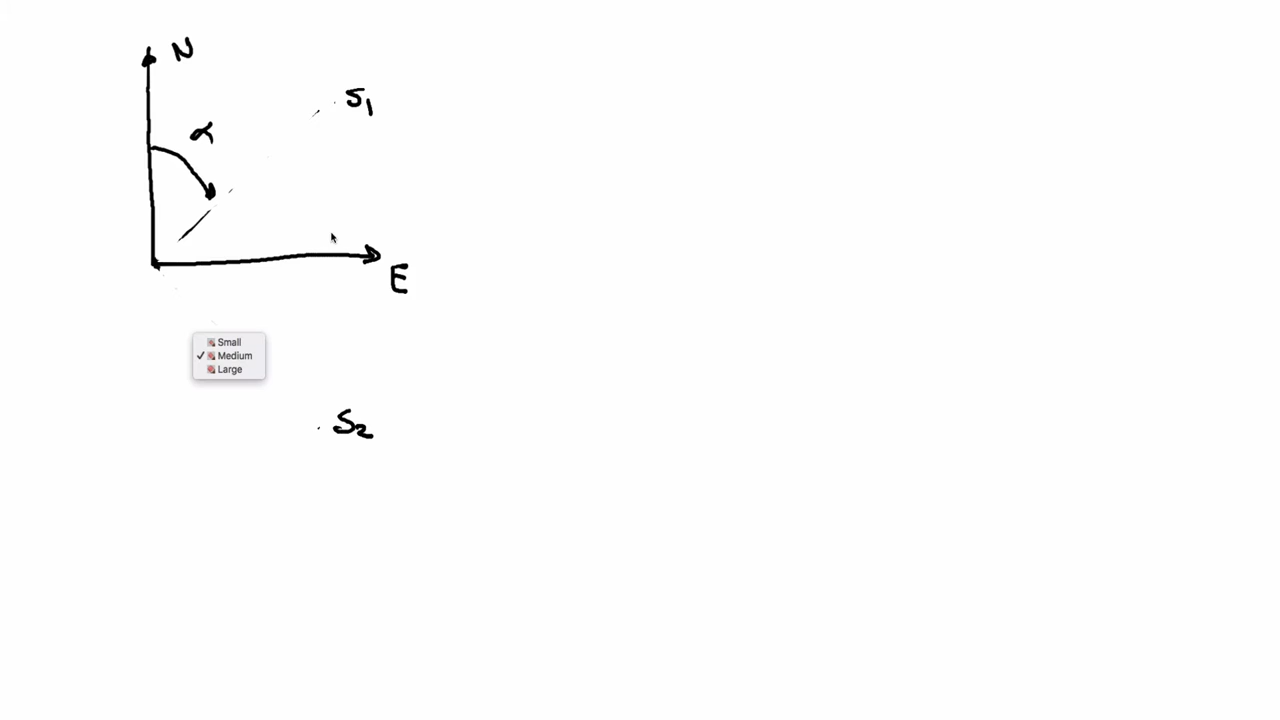 N
S1
α
E
Small
✓ Medium
Large
S2